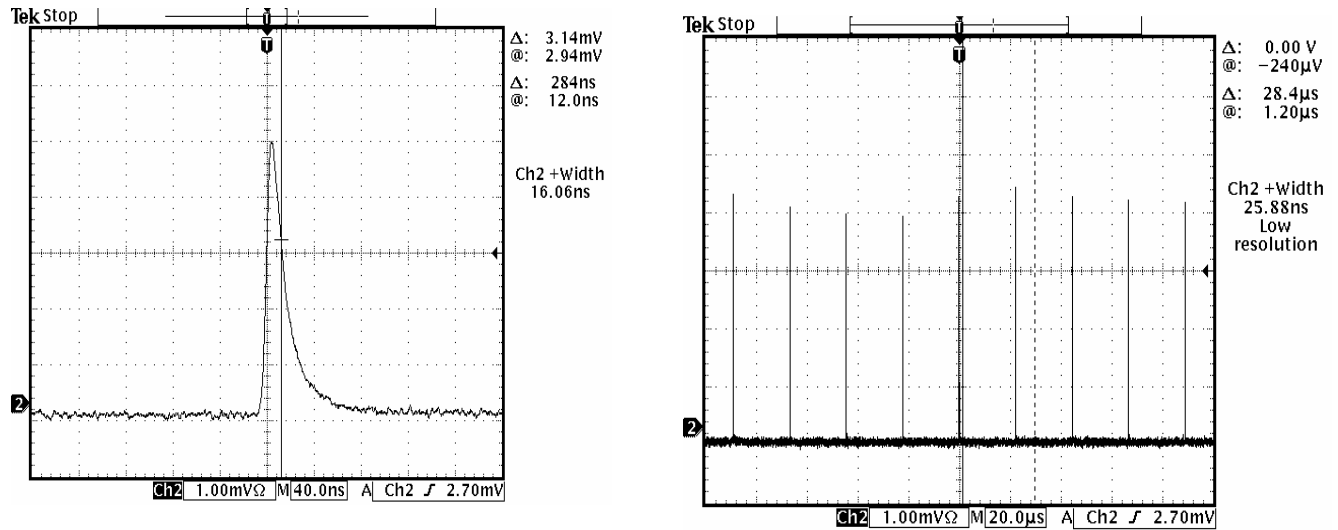 Tek Stop
T
T
Δ: 3.14mV
@: 2.94mV
Δ: 284ns
@: 12.0ns
Ch2 +Width
16.06ns
2
Ch2 1.00mVΩ M 40.0ns A Ch2 ƒ 2.70mV
Tek Stop
T
T
Δ: 0.00 V
@: -240μV
Δ: 28.4μs
@: 1.20μs
Ch2 +Width
25.88ns
Low
resolution
2
Ch2 1.00mVΩ M 20.0μs A Ch2 ƒ 2.70mV